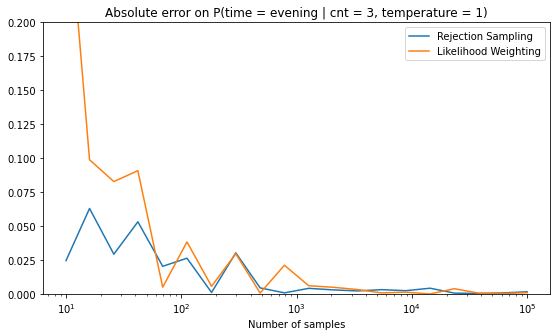 Absolute error on P(time = evening | cnt = 3, temperature = 1)
Rejection Sampling
Likelihood Weighting
0.200
0.175
0.150
0.125
0.100
0.075
0.050
0.025
0.000
10¹ 10² 10³ 10⁴ 10⁵
Number of samples